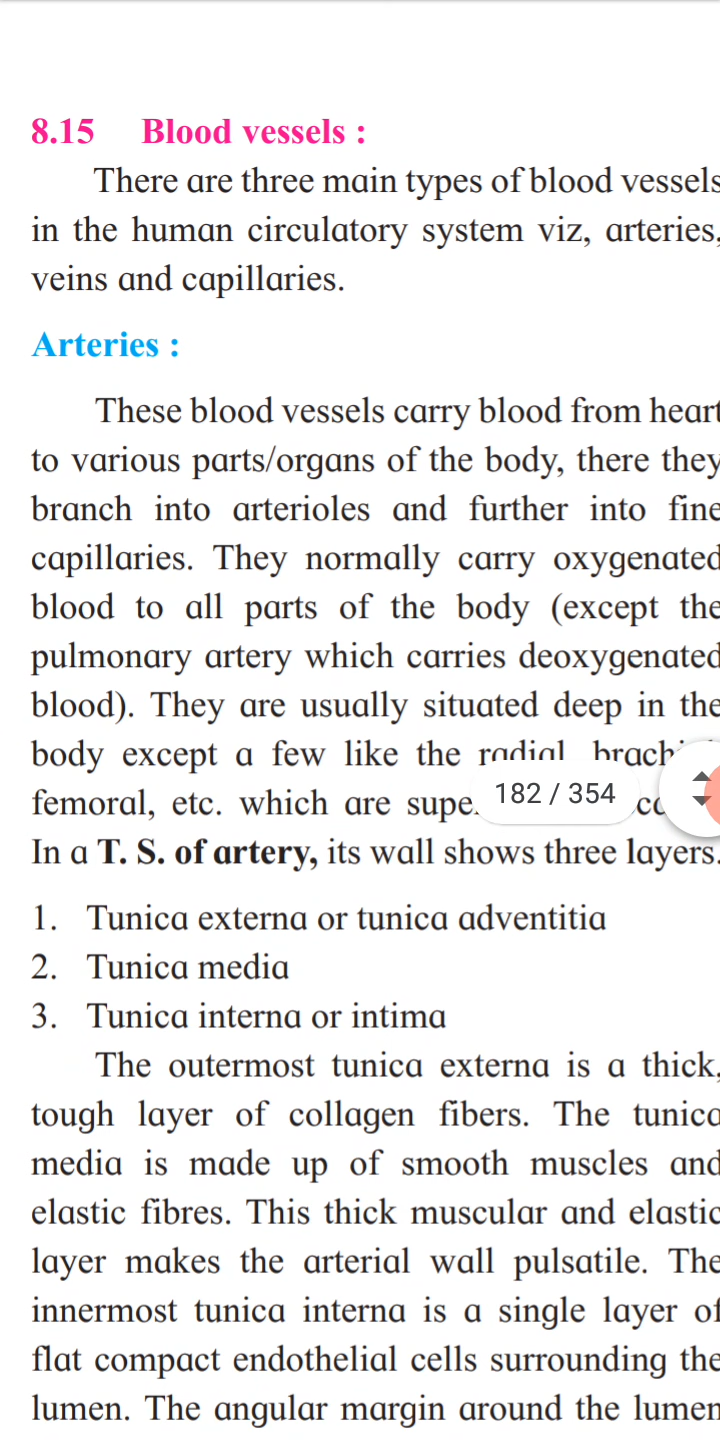 8.15 Blood vessels :
There are three main types of blood vessels
in the human circulatory system viz, arteries,
veins and capillaries.
Arteries :
These blood vessels carry blood from heart
to various parts/organs of the body, there they
branch into arterioles and further into fine
capillaries. They normally carry oxygenated
blood to all parts of the body (except the
pulmonary artery which carries deoxygenated
blood). They are usually situated deep in the
body except a few like the radial
femoral, etc. which are
182 / 354
In a T. S. of artery, its wall shows three layers.
1. Tunica externa or tunica adventitia
2. Tunica media
3. Tunica interna or intima
The outermost tunica externa is a thick,
tough layer of collagen fibers. The tunica
media is made up of smooth muscles and
elastic fibres. This thick muscular and elastic
layer makes the arterial wall pulsatile. The
innermost tunica interna is a single layer of
flat compact endothelial cells surrounding the
lumen. The angular margin around the lumen